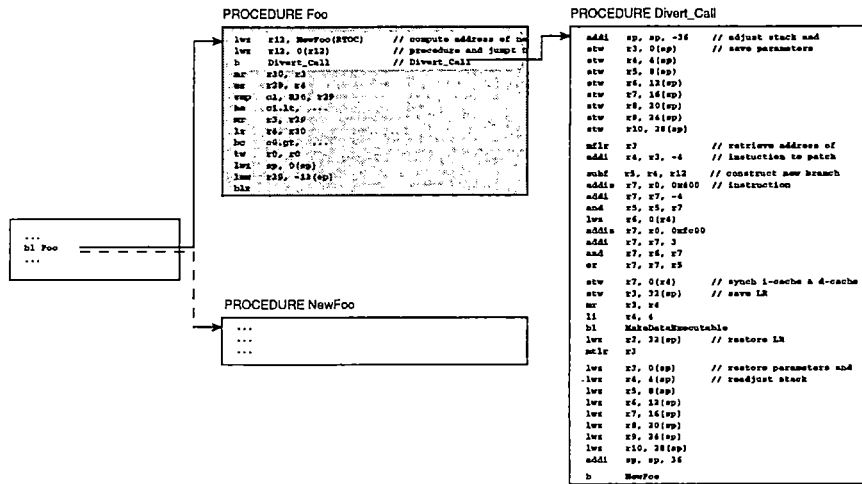 PROCEDURE Foo
lwz r12, NewFoo(RTOC) // compute address of ne
lwz r12, 0(r12) // procedure and jumpt t
b Divert_Call // Divert_Call
mr r30, r3
mr r29, r4
cmp c1, R30, r29
c1.lt, ...
mr r3, r29
r4, r30
bc c0.gt, ...
tw r0, r0
lwz sp, 0(sp)
lmw r29, -12(sp)
blr
...
bl Foo
...
PROCEDURE NewFoo
...
...
...
PROCEDURE Divert_Call
addi sp, sp, -36 // adjust stack and
stw r3, 0(sp) // save parameters
stw r4, 4(sp)
stw r5, 8(sp)
stw r6, 12(sp)
stw r7, 16(sp)
stw r8, 20(sp)
stw r9, 24(sp)
stw r10, 28(sp)
mflr r3 // retrieve address of
addi r4, r3, -4 // instuction to patch
subf r5, r4, r12 // construct new branch
addis r7, r0, 0x400 // instruction
addi r7, r7, -4
and r5, r5, r7
lwz r6, 0(r4)
addis r7, r0, 0xfc00
addi r7, r7, 3
and r7, r6, r7
or r7, r7, r5
stw r7, 0(r4) // synch i-cache a d-cache
stw r3, 32(sp) // save LR
mr r3, r4
li r4, 4
bl MakeDataExecutable
lwz r3, 32(sp) // restore LR
mtlr r3
lwz r3, 0(sp) // restore parameters and
lwz r4, 4(sp) // readjust stack
lwz r5, 8(sp)
lwz r6, 12(sp)
lwz r7, 16(sp)
lwz r8, 20(sp)
lwz r9, 24(sp)
lwz r10, 28(sp)
addi sp, sp, 36
b NewFoo